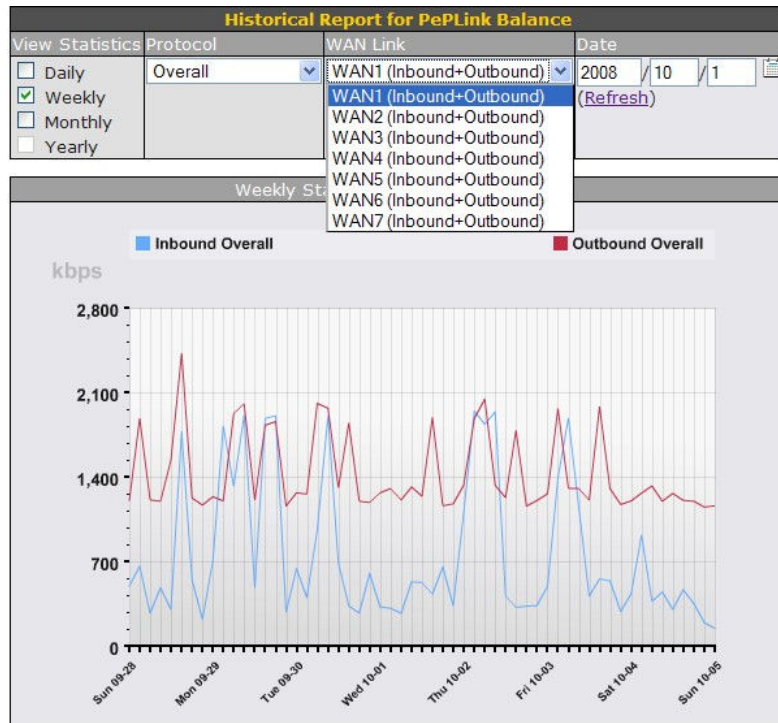 Historical Report for PePLink Balance
View Statistics Protocol WAN Link Date
Daily Overall WAN1 (Inbound+Outbound) 2008 / 10 / 1
Weekly WAN1 (Inbound+Outbound) (Refresh)
WAN2 (Inbound+Outbound)
Monthly WAN3 (Inbound+Outbound)
WAN4 (Inbound+Outbound)
Yearly WAN5 (Inbound+Outbound)
WAN6 (Inbound+Outbound)
WAN7 (Inbound+Outbound)
Weekly
Inbound Overall Outbound Overall
kbps
2,800
2,100
1,400
700
0
Sun 09-28 Mon 09-29 Tue 09-30 Wed 10-01 Thu 10-02 Fri 10-03 Sat 10-04 Sun 10-05